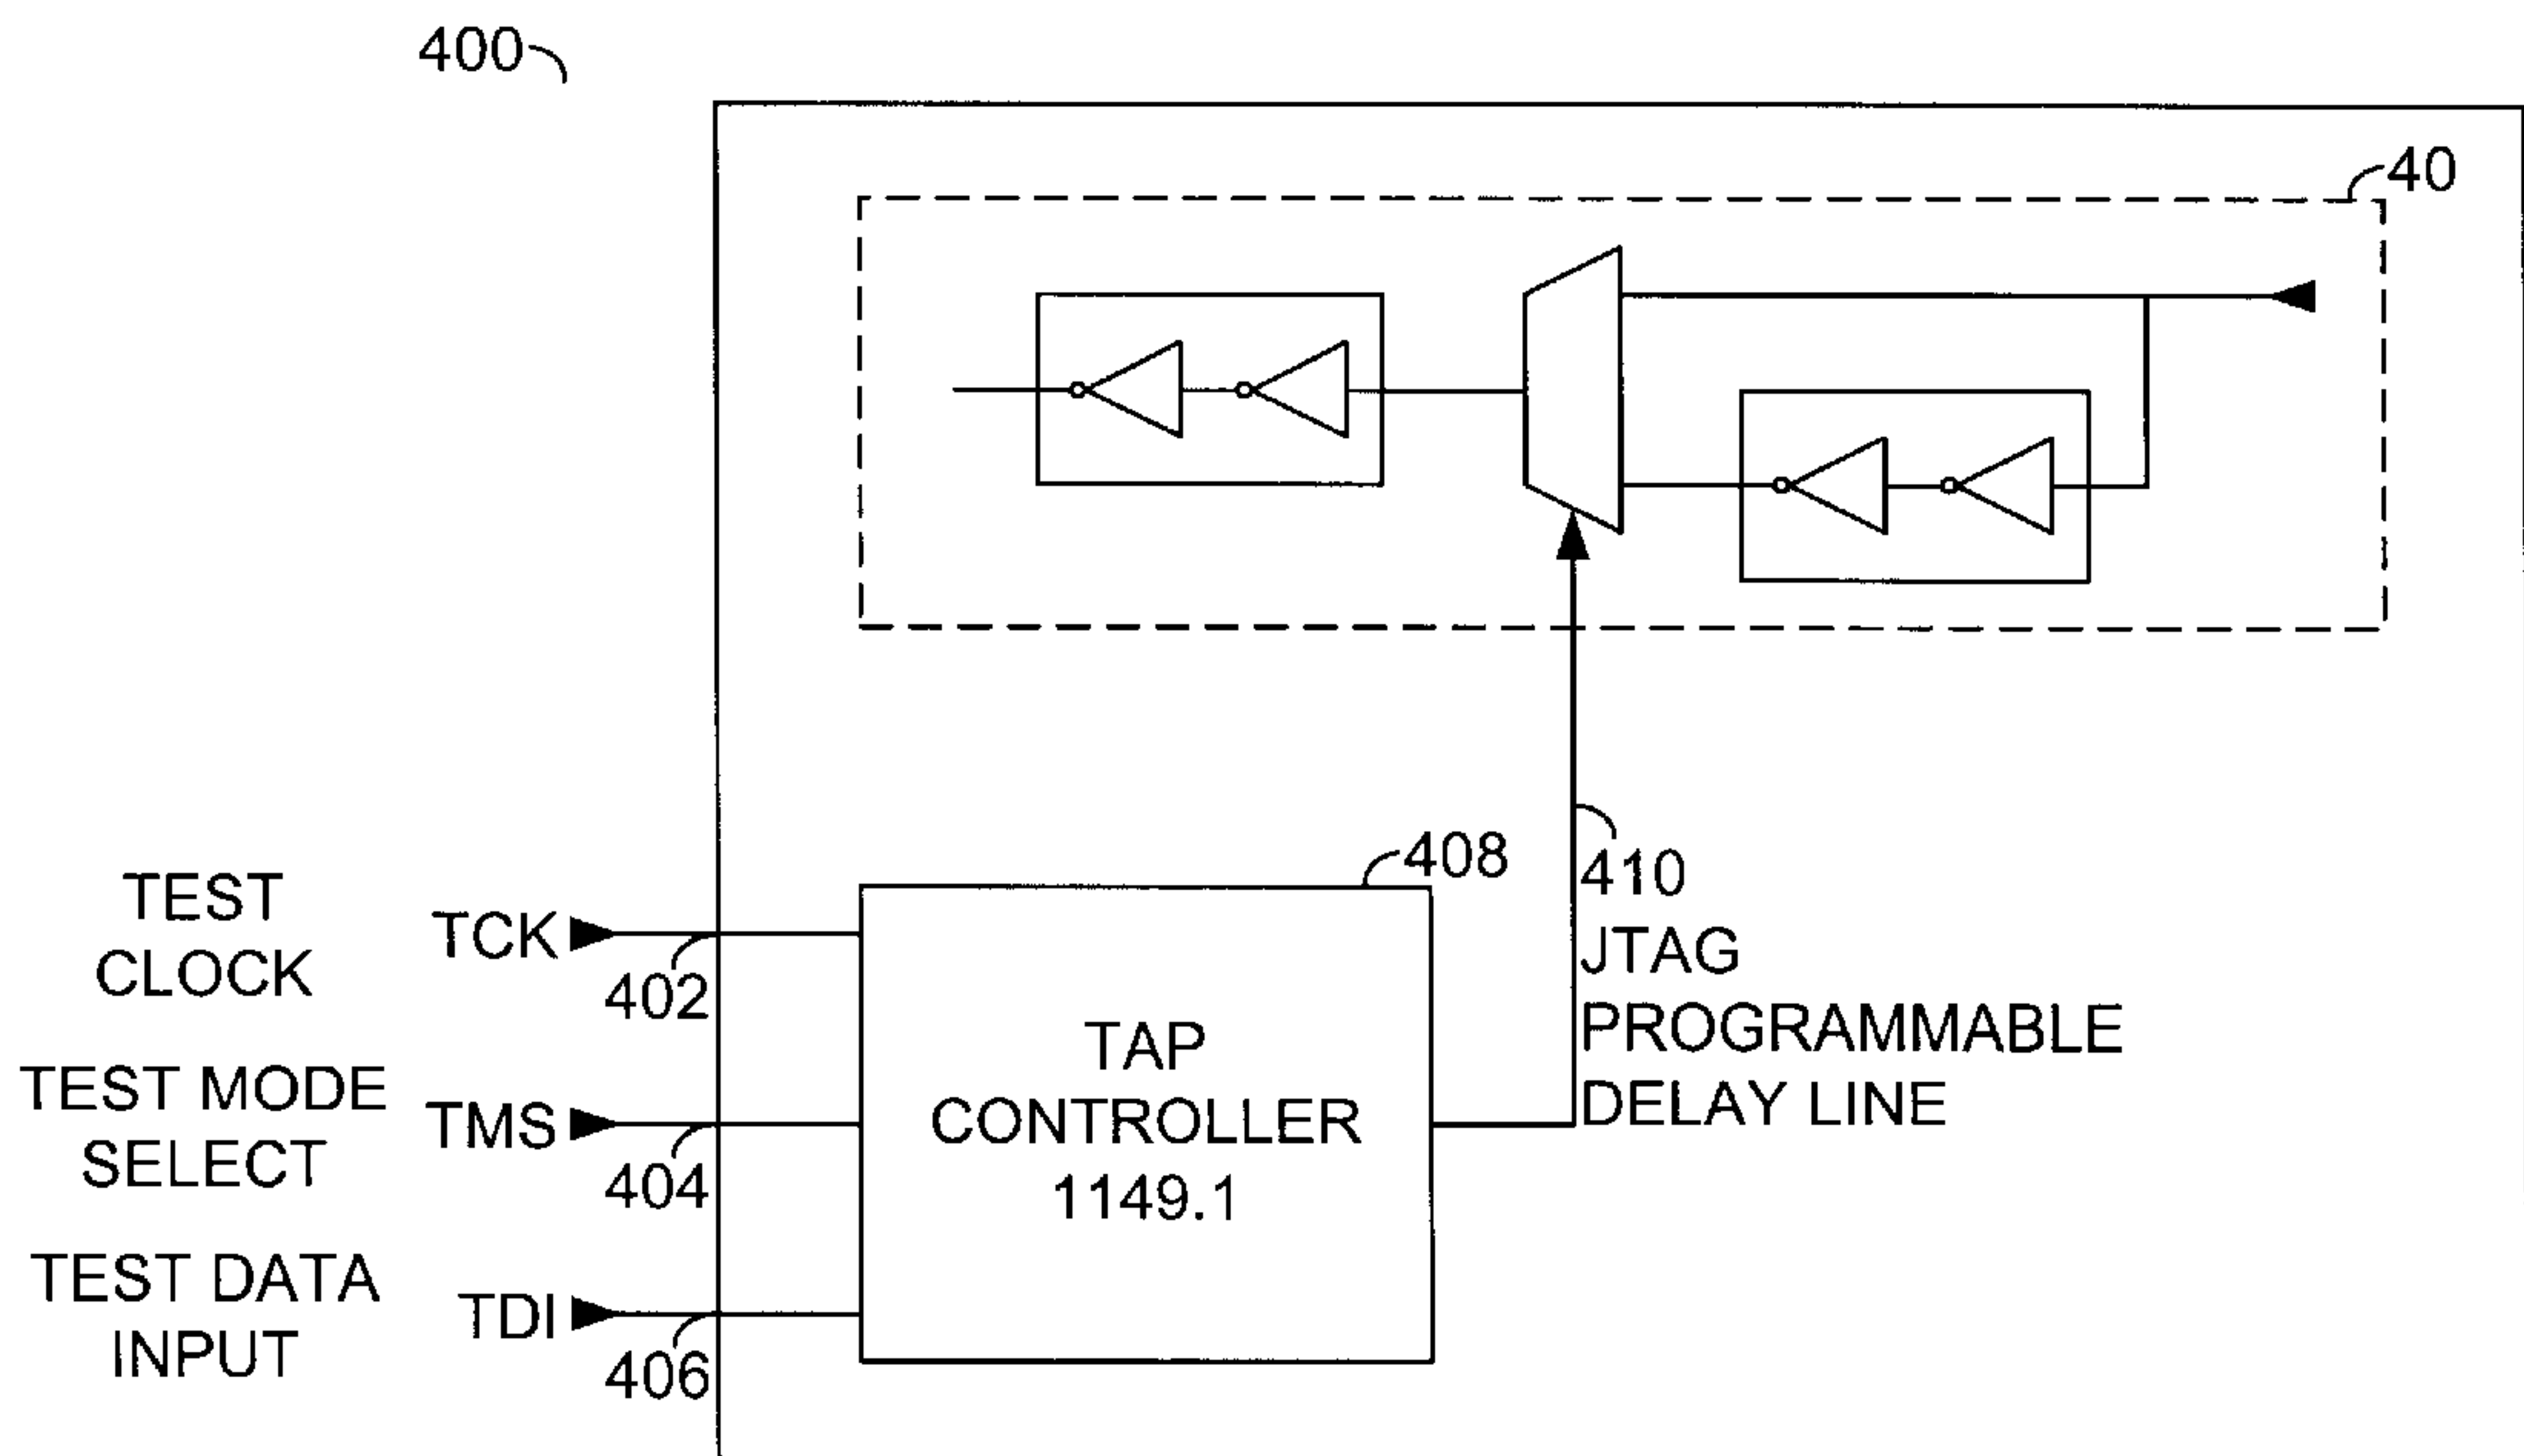 400
40
408
410
JTAG
PROGRAMMABLE
DELAY LINE
TEST
CLOCK
TCK
402
TEST MODE
SELECT
TMS
404
TEST DATA
INPUT
TDI
406
TAP
CONTROLLER
1149.1